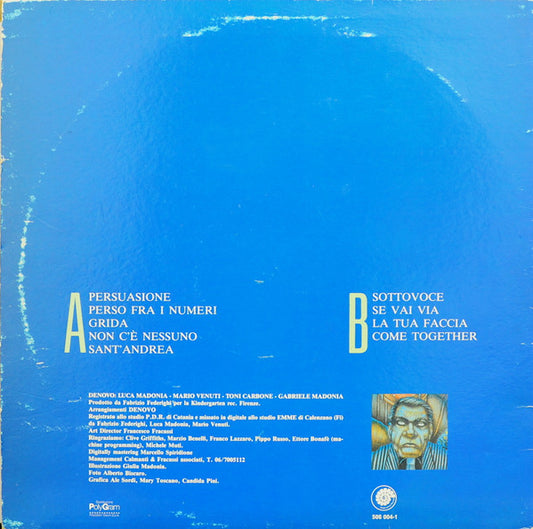 A
PERSUASIONE
PERSO FRA I NUMERI
GRIDA
NON C'È NESSUNO
SANT'ANDREA
B
SOTTOVOCE
SE VAI VIA
LA TUA FACCIA
COME TOGETHER
DENOVO: LUCA MADONIA - MARIO VENUTI - TONI CARBONE - GABRIELE MADONIA
Prodotto da Fabrizio Federighi per la Kindergarten rec. Firenze.
Arrangiamenti DENOVO
Registrato allo studio P.D.R. di Catania e missato in digitale allo studio EMME di Calenzano (FI)
da Fabrizio Federighi, Luca Madonia, Mario Venuti.
Art Director Francesco Fracassi
Ringraziamo: Clive Griffiths, Marzio Benelli, Franco Lazzaro, Pippo Russo, Ettore Bonafè (ma-
chine programming), Michele Muti.
Digitally mastering Marcello Spiridione
Management Calmanti & Fracassi associati, T. 06/7005112
Illustrazione Giulia Madonia.
Foto Alberto Biscaro.
Grafica Ale Sordi, Mary Toscano, Candida Pini.
PolyGram
506 004-1